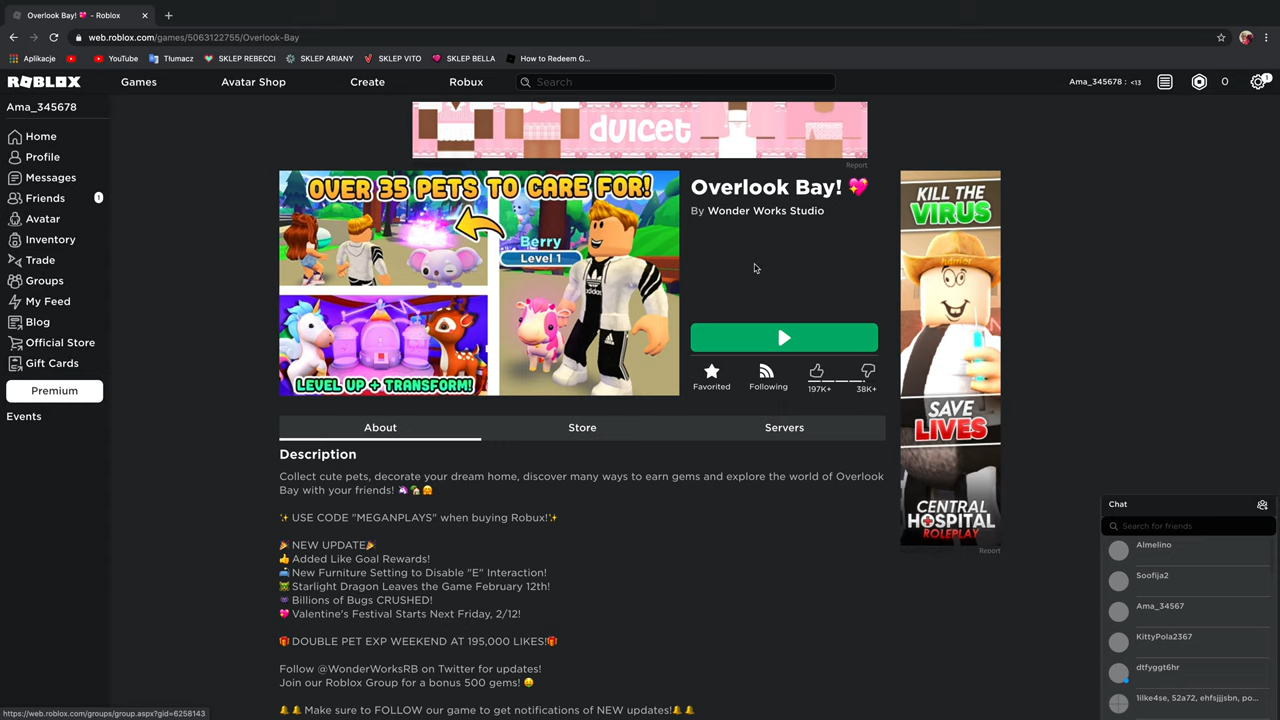 Overlook Bay! 💖 - Roblox
web.roblox.com/games/5063122755/Overlook-Bay
Aplikacje
YouTube
Tłumacz
SKLEP REBECCI
SKLEP ARIANY
SKLEP VITO
SKLEP BELLA
How to Redeem G...
ROBLOX
Games
Avatar Shop
Create
Robux
Search
Ama_345678 : <13
0
1
Ama_345678
Home
Profile
Messages
Friends
1
Avatar
Inventory
Trade
Groups
My Feed
Blog
Official Store
Gift Cards
Premium
Events
dulcet
Report
OVER 35 PETS TO CARE FOR!
Berry
Level 1
LEVEL UP + TRANSFORM!
Overlook Bay! 💖
By Wonder Works Studio
Favorited
Following
197K+
38K+
KILL THE
VIRUS
SAVE
LIVES
CENTRAL
HOSPITAL
ROLEPLAY
Report
About
Store
Servers
Description
Collect cute pets, decorate your dream home, discover many ways to earn gems and explore the world of Overlook
Bay with your friends! 🦄🏡🤗
✨ USE CODE "MEGANPLAYS" when buying Robux!✨
🎉 NEW UPDATE🎉
👍 Added Like Goal Rewards!
🛋 New Furniture Setting to Disable "E" Interaction!
🐲 Starlight Dragon Leaves the Game February 12th!
👾 Billions of Bugs CRUSHED!
💖 Valentine's Festival Starts Next Friday, 2/12!
🎁 DOUBLE PET EXP WEEKEND AT 195,000 LIKES!🎁
Follow @WonderWorksRB on Twitter for updates!
Join our Roblox Group for a bonus 500 gems! 🤑
🔔🔔 Make sure to FOLLOW our game to get notifications of NEW updates!🔔🔔
Chat
Search for friends
Almelino
Soofija2
Ama_34567
KittyPola2367
dtfyggt6hr
1ilke4se, 52a72, ehfsjjjsbn, po...
https://web.roblox.com/groups/group.aspx?gid=6258143